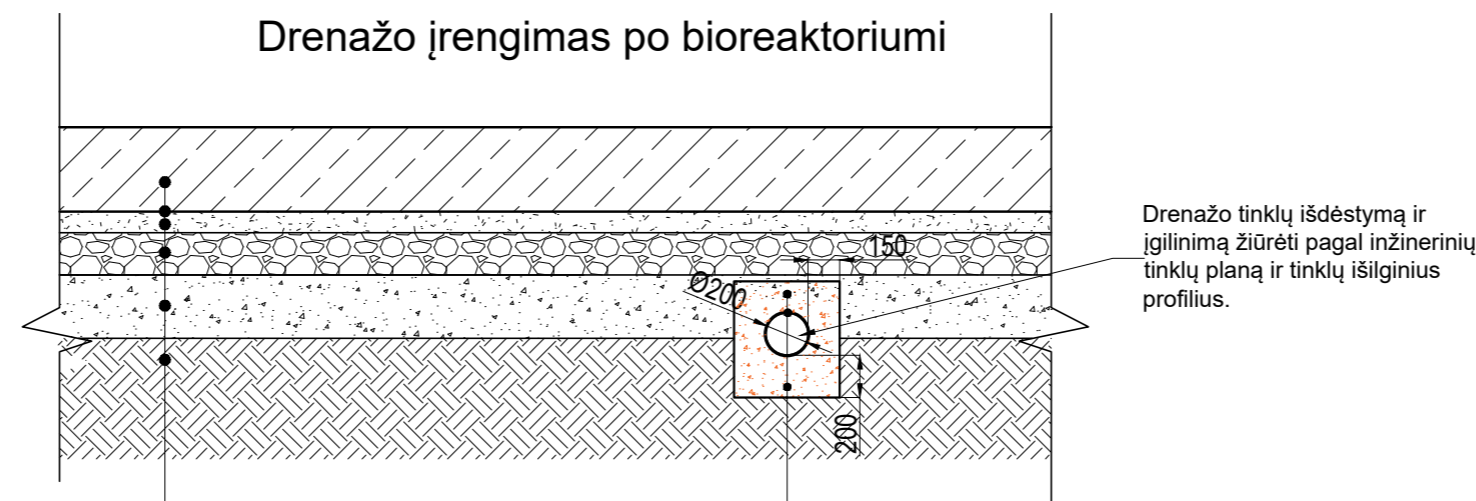 Drenažo įrengimas po bioreaktoriumi
150
Ø200
200
Drenažo tinklų išdėstymą ir
įgilinimą žiūrėti pagal inžinerinių
tinklų planą ir tinklų išilginius
profilius.